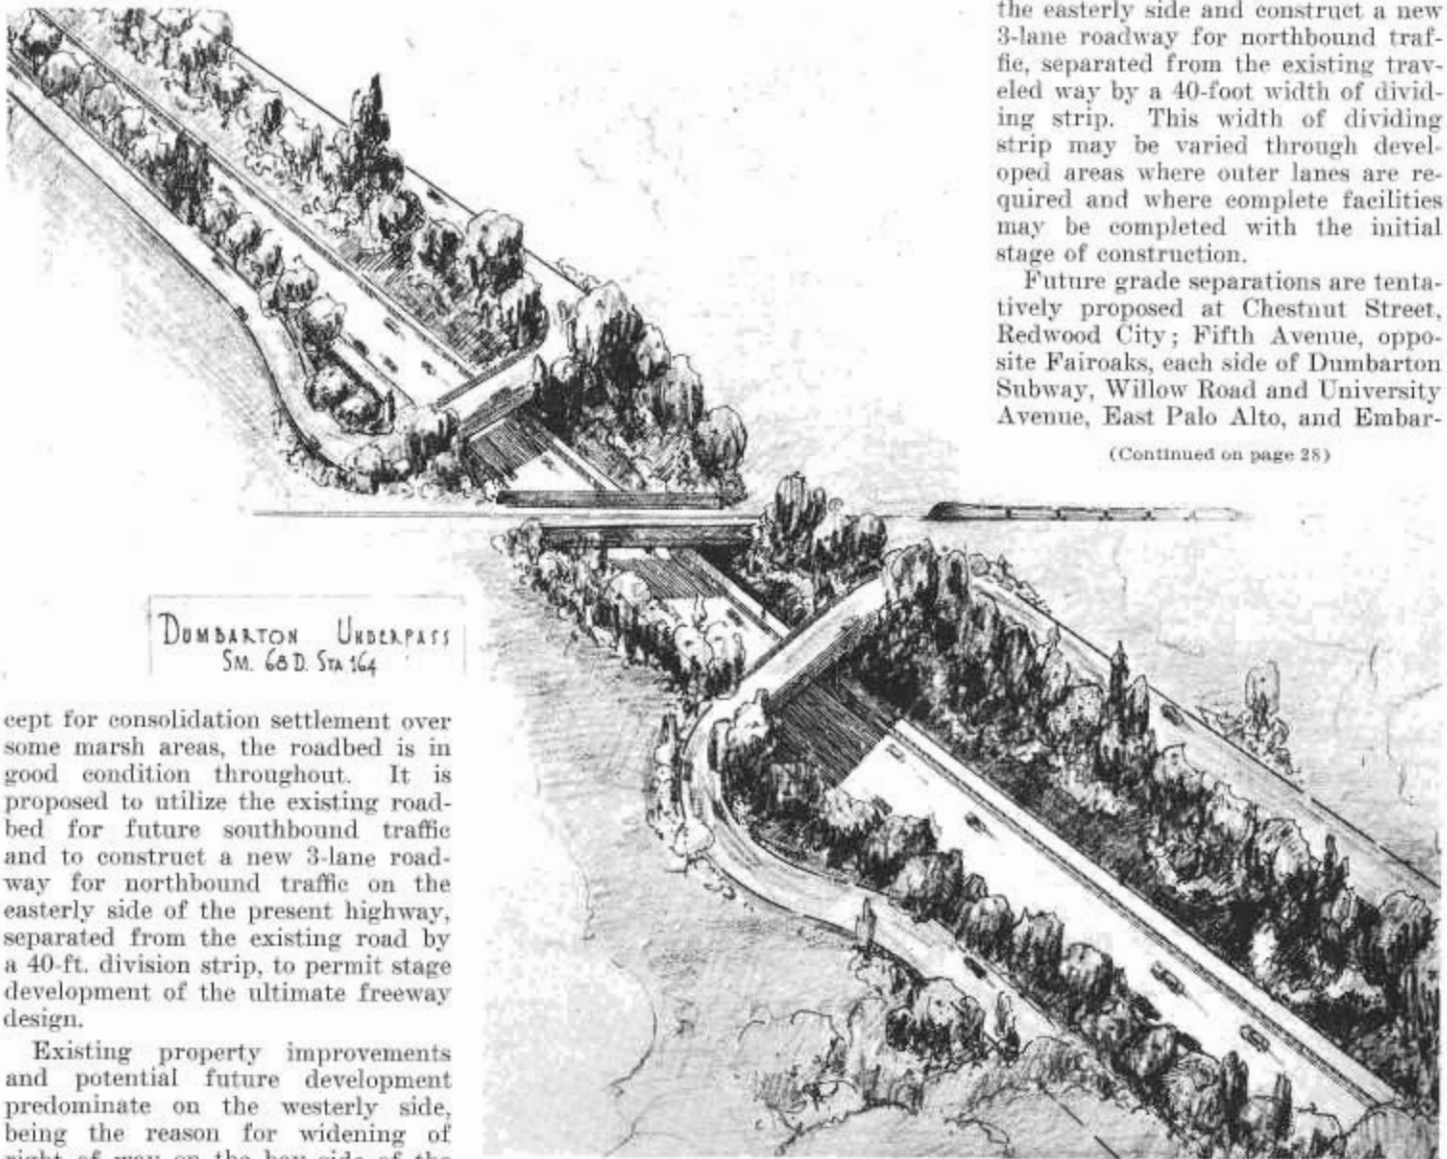 the easterly side and construct a new
3-lane roadway for northbound traf-
fic, separated from the existing trav-
eled way by a 40-foot width of divid-
ing strip. This width of dividing
strip may be varied through devel-
oped areas where outer lanes are re-
quired and where complete facilities
may be completed with the initial
stage of construction.
Future grade separations are tenta-
tively proposed at Chestnut Street,
Redwood City; Fifth Avenue, oppo-
site Fairoaks, each side of Dumbarton
Subway, Willow Road and University
Avenue, East Palo Alto, and Embar-
(Continued on page 28)
DUMBARTON UNDERPASS
SM. 68 D. STA 164
cept for consolidation settlement over
some marsh areas, the roadbed is in
good condition throughout. It is
proposed to utilize the existing road-
bed for future southbound traffic
and to construct a new 3-lane road-
way for northbound traffic on the
easterly side of the present highway,
separated from the existing road by
a 40-ft. division strip, to permit stage
development of the ultimate freeway
design.
Existing property improvements
and potential future development
predominate on the westerly side,
being the reason for widening of
right of way on the bay side of the